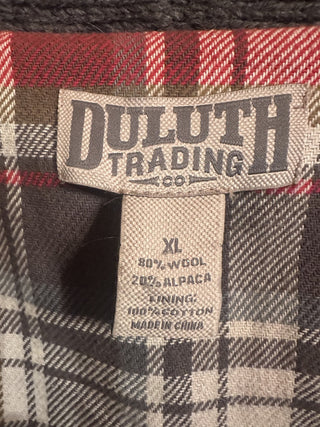 DULUTH
TRADING
CO
XL
80% WOOL
20% ALPACA
LINING:
100% COTTON
MADE IN CHINA